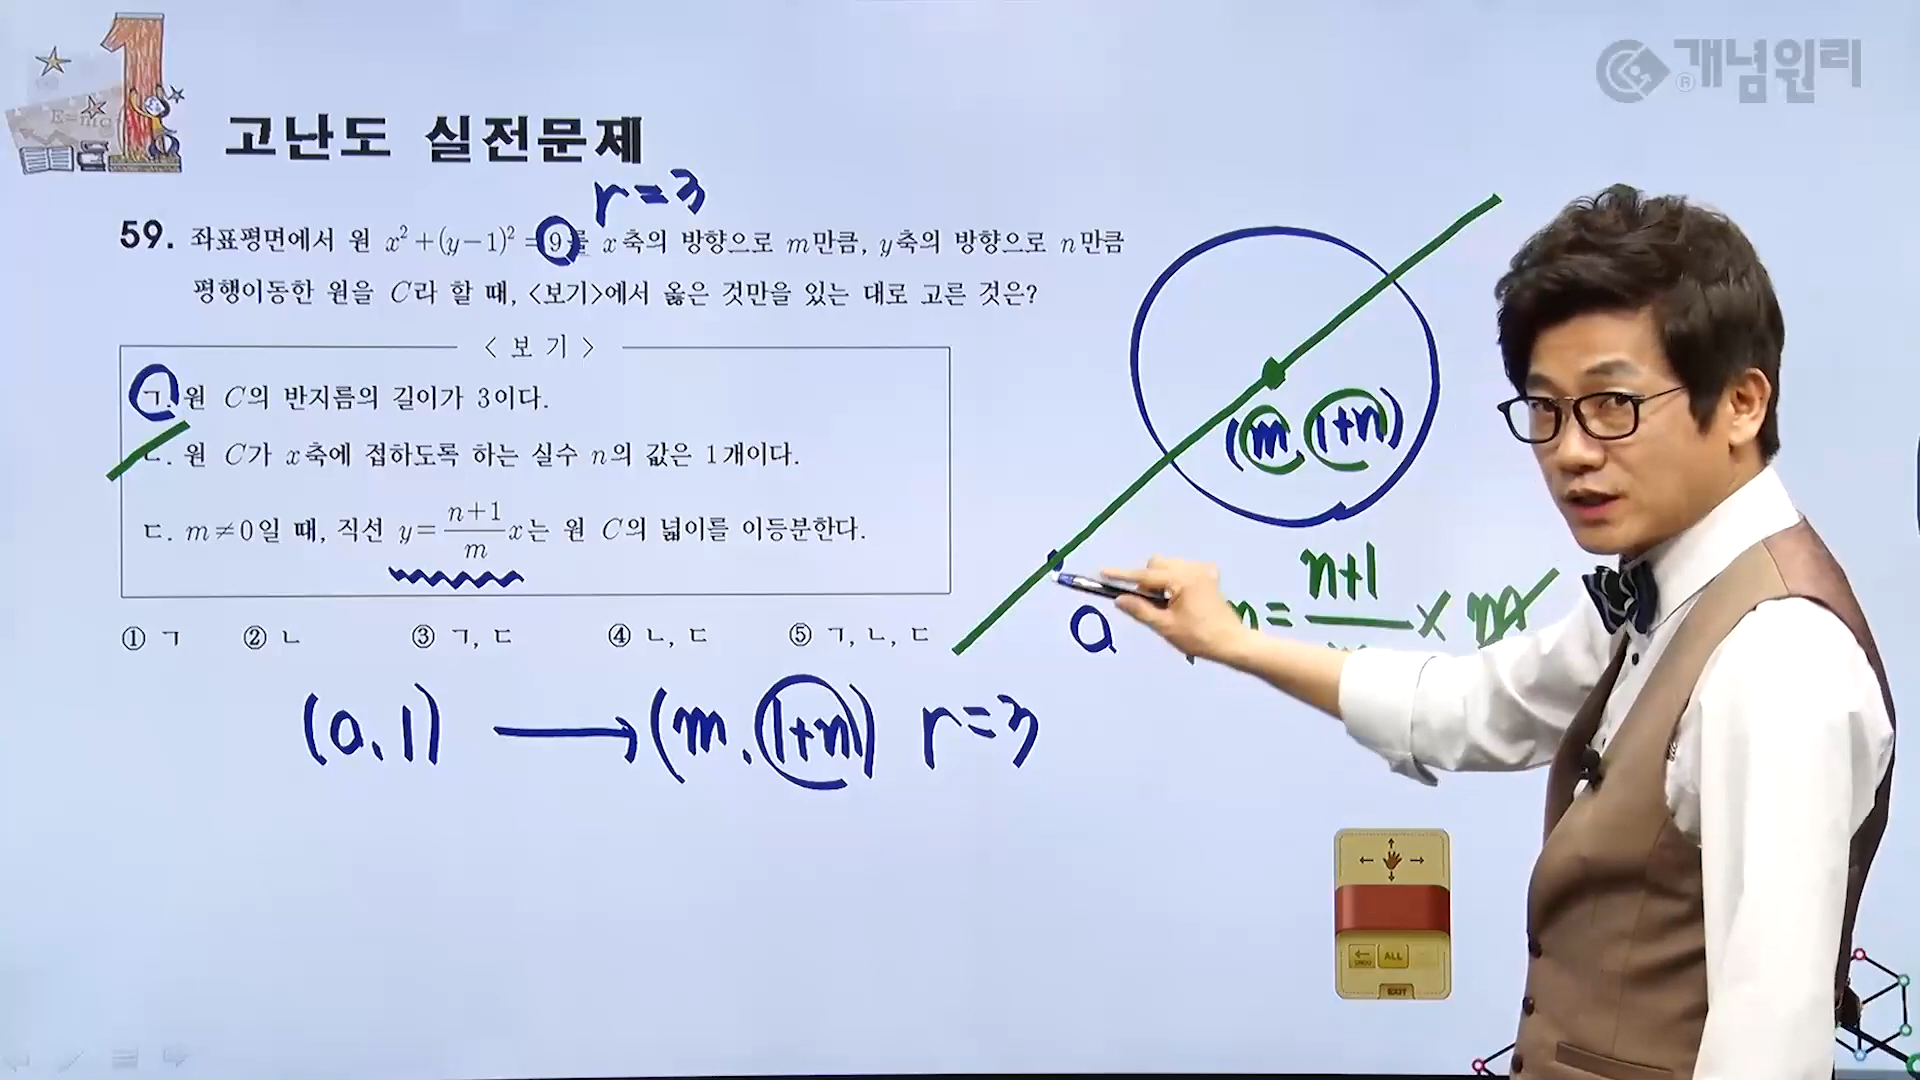 개념원리
®
E=mc
1
고난도 실전문제
r=3
59. 좌표평면에서 원 x²+(y−1)²=9를 x축의 방향으로 m만큼, y축의 방향으로 n만큼
평행이동한 원을 C라 할 때, <보기>에서 옳은 것만을 있는 대로 고른 것은?
< 보 기 >
ㄱ. 원 C의 반지름의 길이가 3이다.
ㄴ. 원 C가 x축에 접하도록 하는 실수 n의 값은 1개이다.
ㄷ. m≠0일 때, 직선 y=\frac{n+1}{m}x는 원 C의 넓이를 이등분한다.
① ㄱ ② ㄴ ③ ㄱ, ㄷ ④ ㄴ, ㄷ ⑤ ㄱ, ㄴ, ㄷ
(m, 1+n)
n+1
= × m
0
(0, 1) → (m, 1+n) r=3
UNDO ALL
EXIT